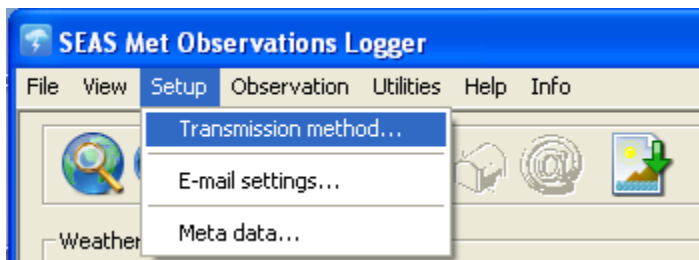 SEAS Met Observations Logger
File View Setup Observation Utilities Help Info
Transmission method...
E-mail settings...
Meta data...
Weather